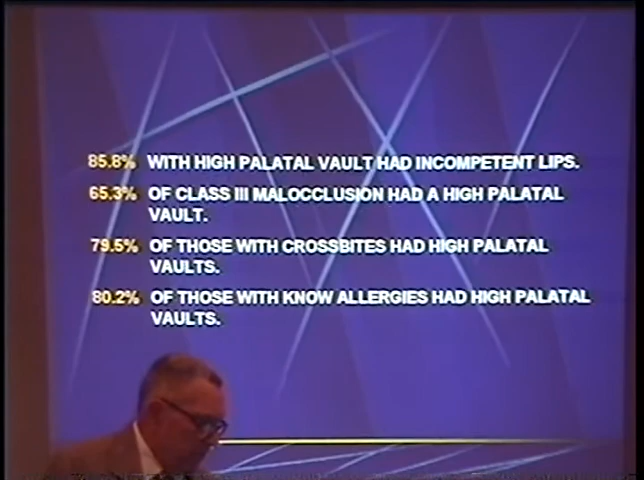 85.8% WITH HIGH PALATAL VAULT HAD INCOMPETENT LIPS.
65.3% OF CLASS III MALOCCLUSION HAD A HIGH PALATAL
VAULT.
79.5% OF THOSE WITH CROSSBITES HAD HIGH PALATAL
VAULTS.
80.2% OF THOSE WITH KNOW ALLERGIES HAD HIGH PALATAL
VAULTS.